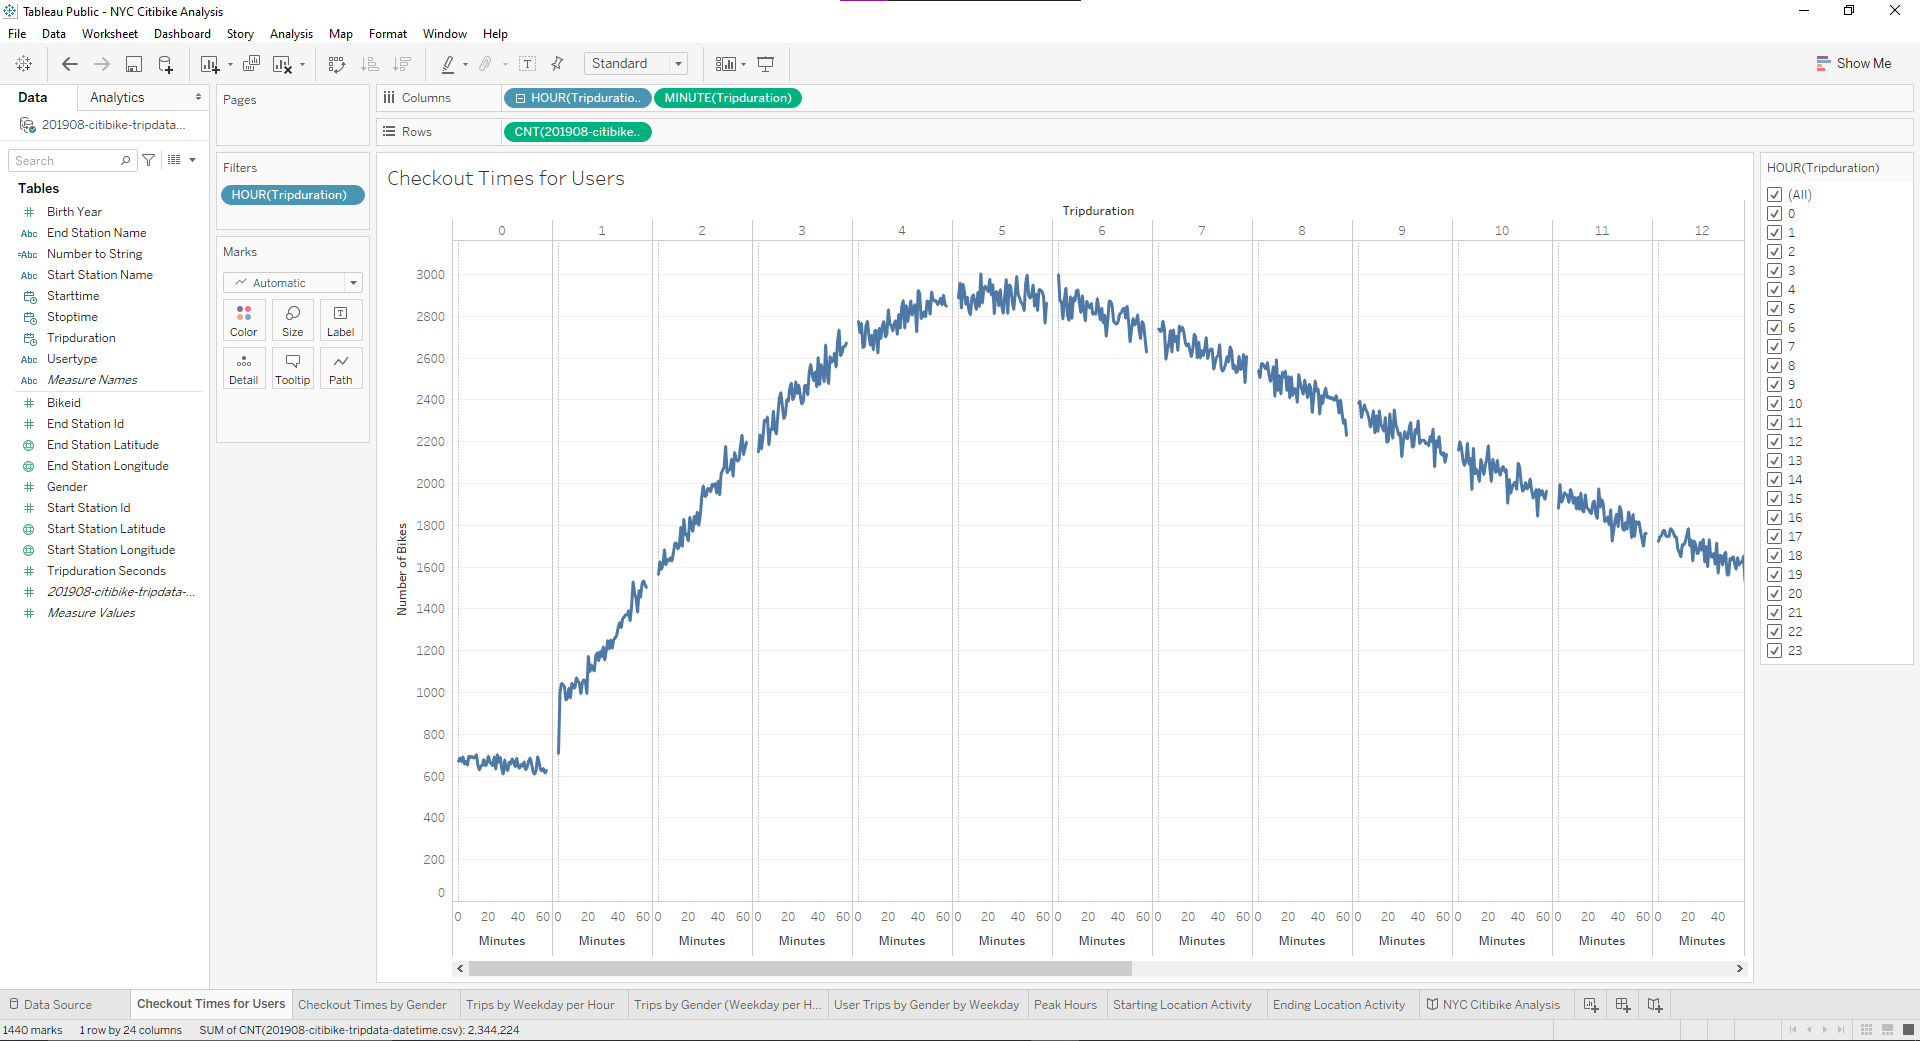 Tableau Public - NYC Citibike Analysis
File Data Worksheet Dashboard Story Analysis Map Format Window Help
Standard
Show Me
Data Analytics
201908-citibike-tripdata...
Search
Tables
Birth Year
Abc End Station Name
=Abc Number to String
Abc Start Station Name
Starttime
Stoptime
Tripduration
Abc Usertype
Abc Measure Names
Bikeid
End Station Id
End Station Latitude
End Station Longitude
Gender
Start Station Id
Start Station Latitude
Start Station Longitude
Tripduration Seconds
201908-citibike-tripdata-...
Measure Values
Pages
Filters
HOUR(Tripduration)
Marks
Automatic
Color Size Label
Detail Tooltip Path
Columns HOUR(Tripduratio.. MINUTE(Tripduration)
Rows CNT(201908-citibike..
Checkout Times for Users
Tripduration
0 1 2 3 4 5 6 7 8 9 10 11 12
Number of Bikes
3000
2800
2600
2400
2200
2000
1800
1600
1400
1200
1000
800
600
400
200
0
0 20 40 60 0 20 40 60 0 20 40 60 0 20 40 60 0 20 40 60 0 20 40 60 0 20 40 60 0 20 40 60 0 20 40 60 0 20 40 60 0 20 40 60 0 20 40 60 0 20 40
Minutes Minutes Minutes Minutes Minutes Minutes Minutes Minutes Minutes Minutes Minutes Minutes Minutes
HOUR(Tripduration)
(All)
0
1
2
3
4
5
6
7
8
9
10
11
12
13
14
15
16
17
18
19
20
21
22
23
Data Source Checkout Times for Users Checkout Times by Gender Trips by Weekday per Hour Trips by Gender (Weekday per H... User Trips by Gender by Weekday Peak Hours Starting Location Activity Ending Location Activity NYC Citibike Analysis
1440 marks 1 row by 24 columns SUM of CNT(201908-citibike-tripdata-datetime.csv): 2,344,224